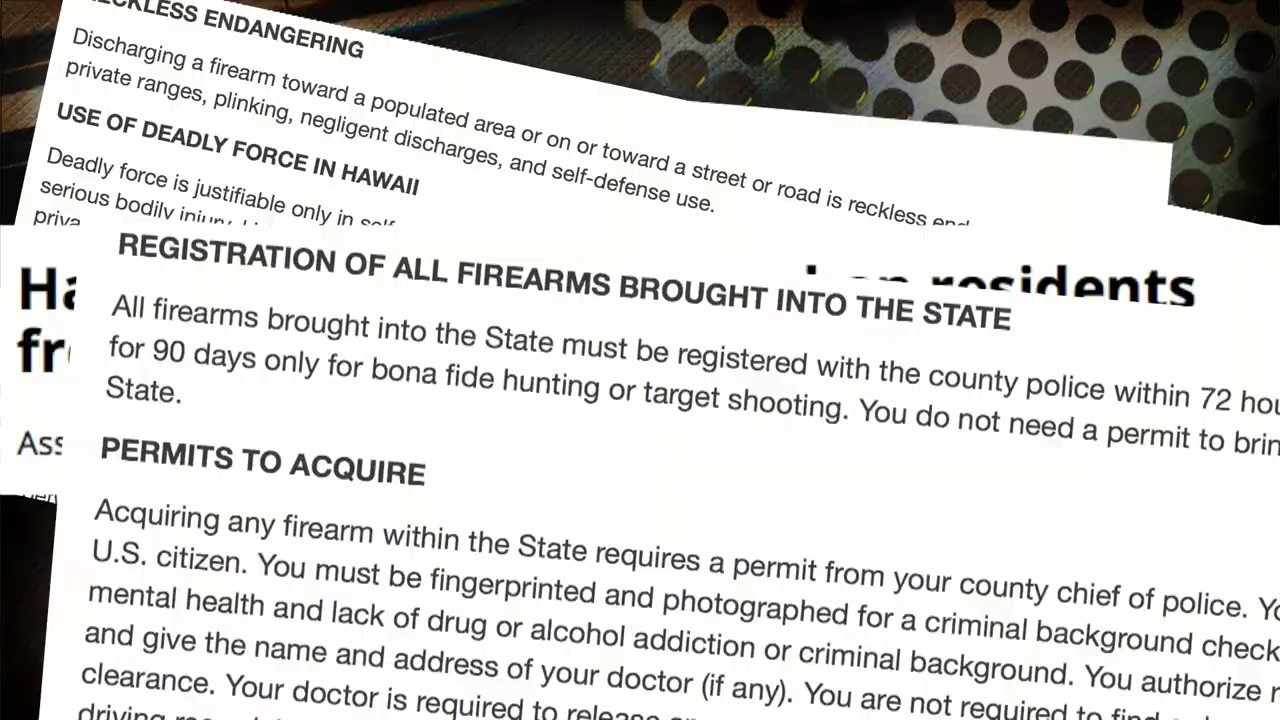 RECKLESS ENDANGERING
Discharging a firearm toward a populated area or on or toward a street or road is reckless
private ranges, plinking, negligent discharges, and self-defense use.
USE OF DEADLY FORCE IN HAWAII
Deadly force is justifiable only in
serious bodily injury
residents
REGISTRATION OF ALL FIREARMS BROUGHT INTO THE STATE
All firearms brought into the State must be registered with the county police within 72
for 90 days only for bona fide hunting or target shooting. You do not need a permit to
State.
PERMITS TO ACQUIRE
Acquiring any firearm within the State requires a permit from your county chief of police.
U.S. citizen. You must be fingerprinted and photographed for a criminal background check
mental health and lack of drug or alcohol addiction or criminal background. You authorize
and give the name and address of your doctor (if any). You are not required to find
clearance. Your doctor is required to release
driving